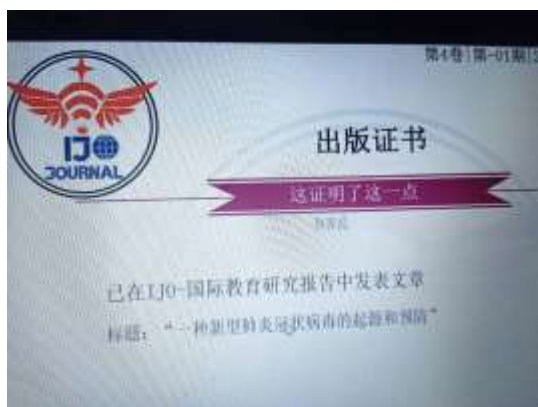 第4卷|第-01期|2
IJO
JOURNAL
出版证书
这证明了这一点
已在IJO-国际教育研究报告中发表文章
标题：“一种新型肺炎冠状病毒的起源和预防”